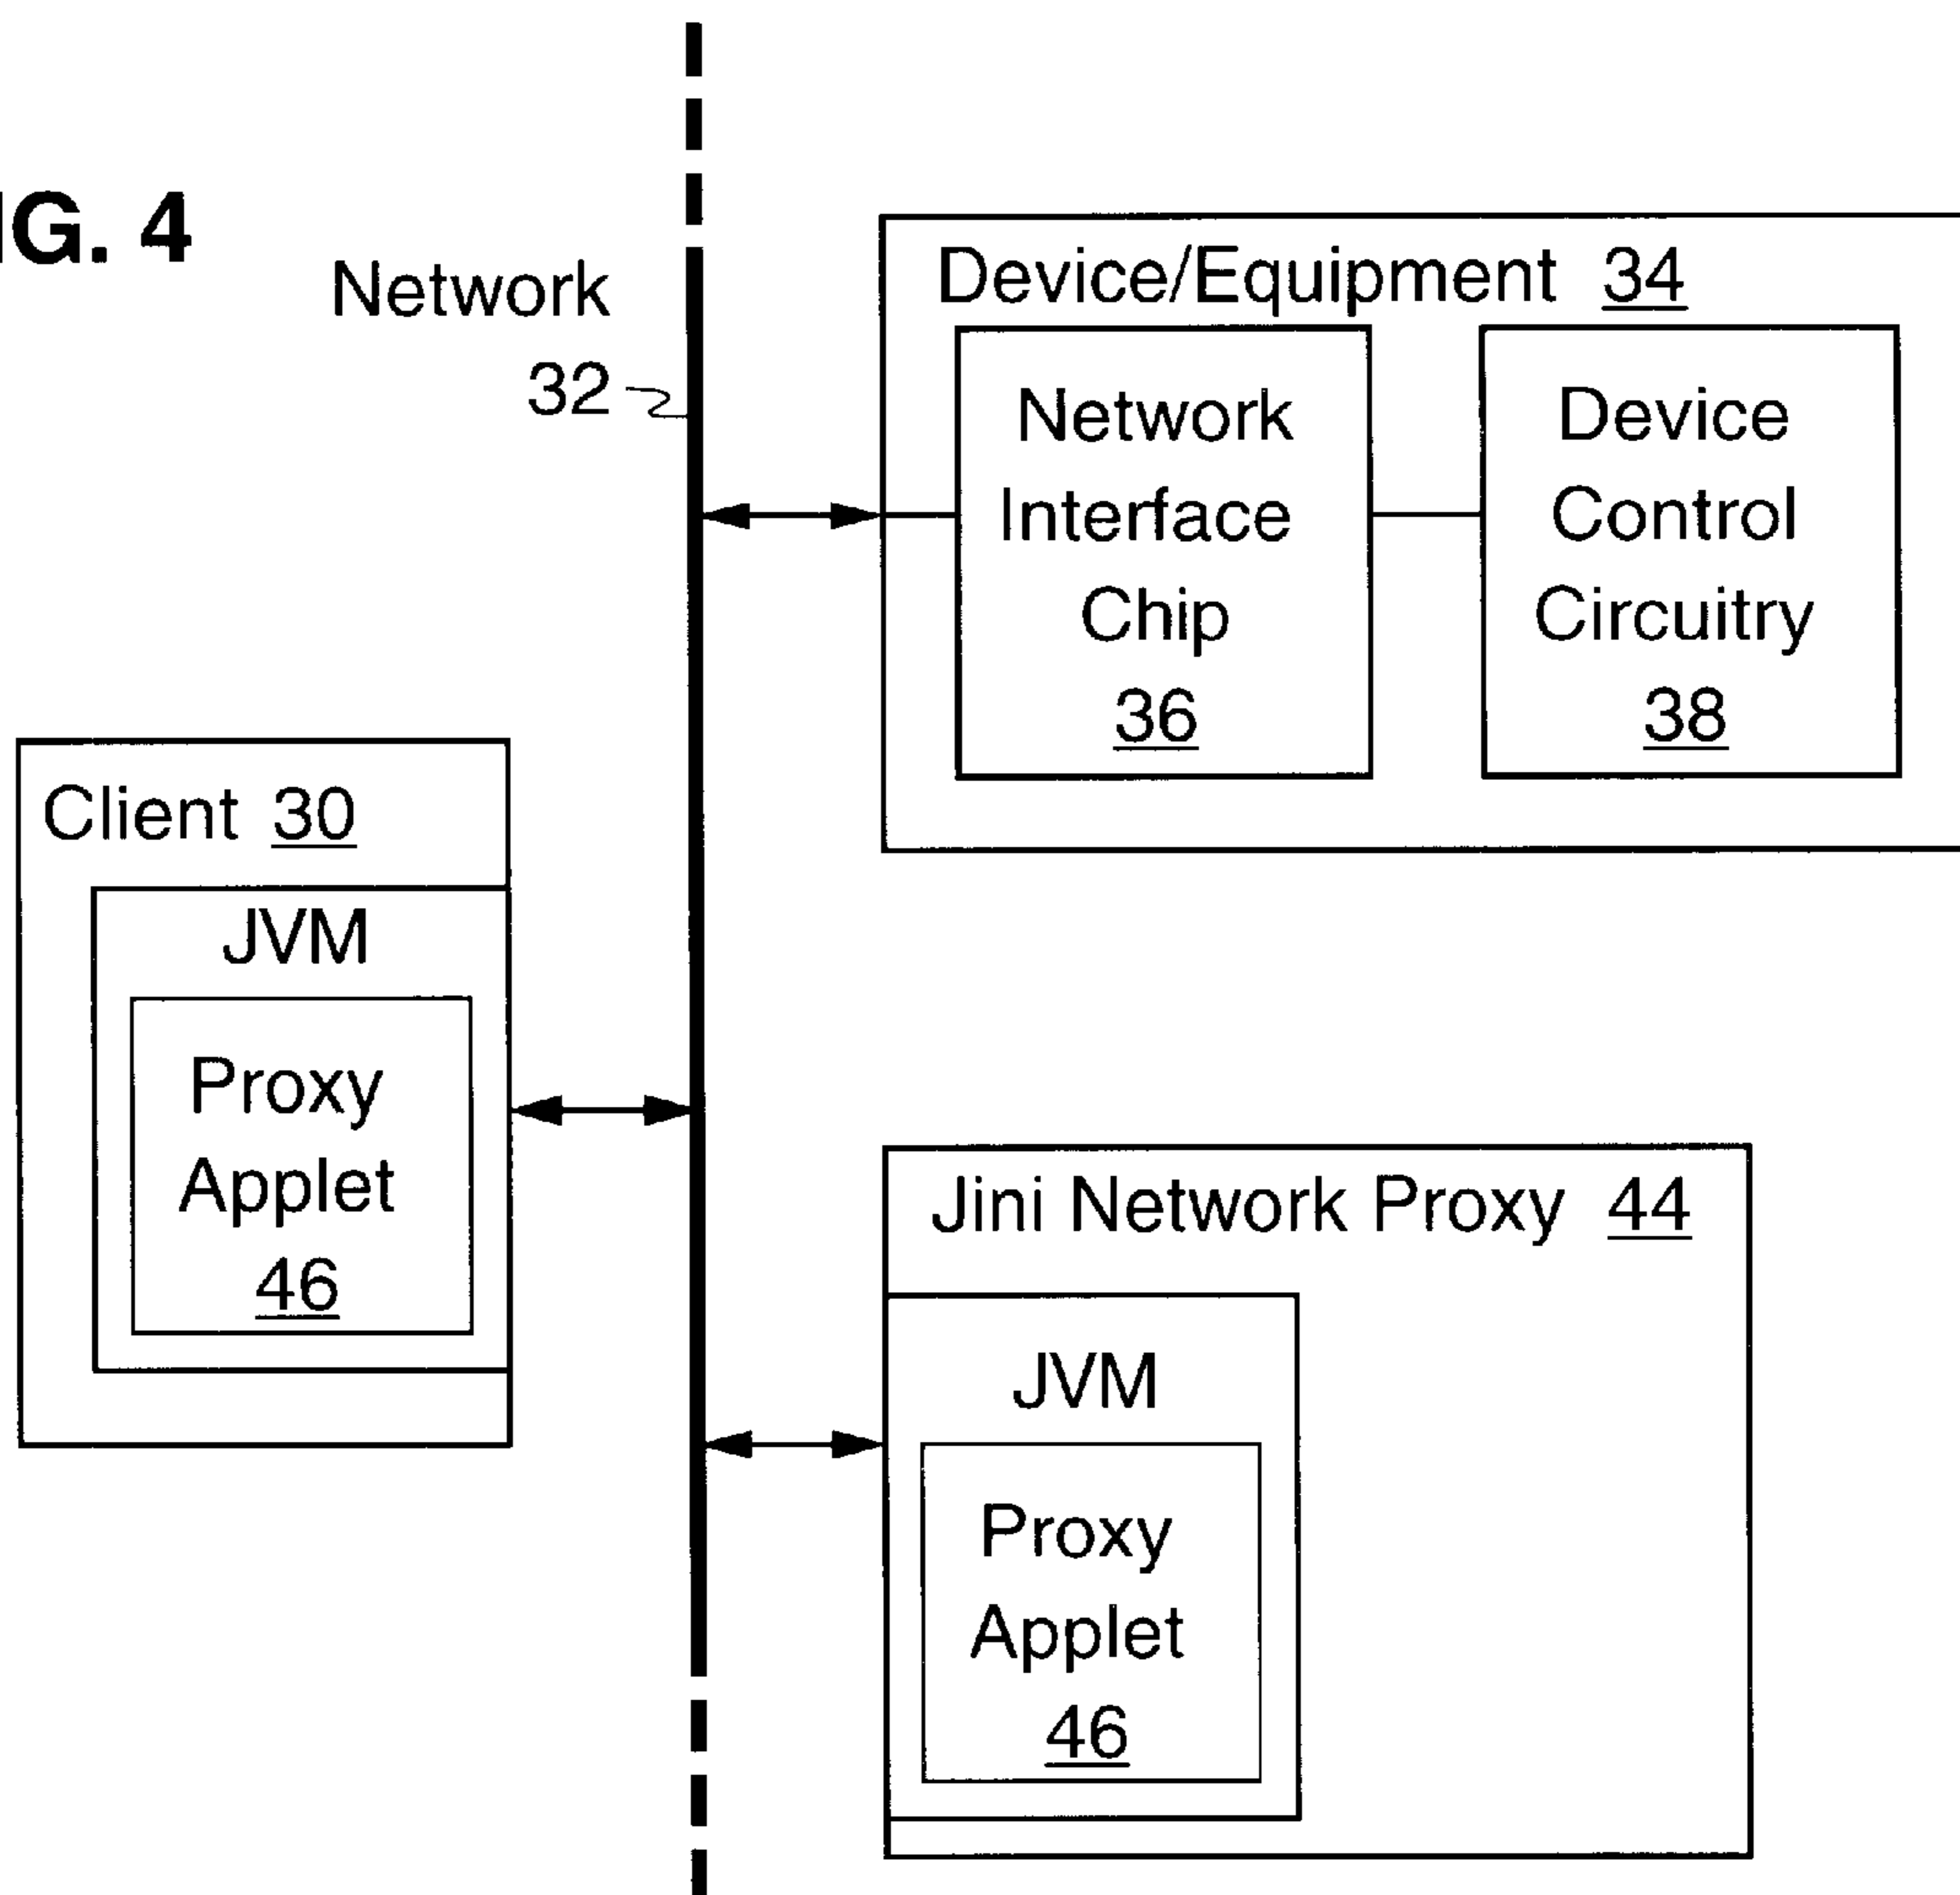 IG. 4
Network
32
Device/Equipment 34
Network
Interface
Chip
36
Device
Control
Circuitry
38
Client 30
JVM
Proxy
Applet
46
Jini Network Proxy 44
JVM
Proxy
Applet
46